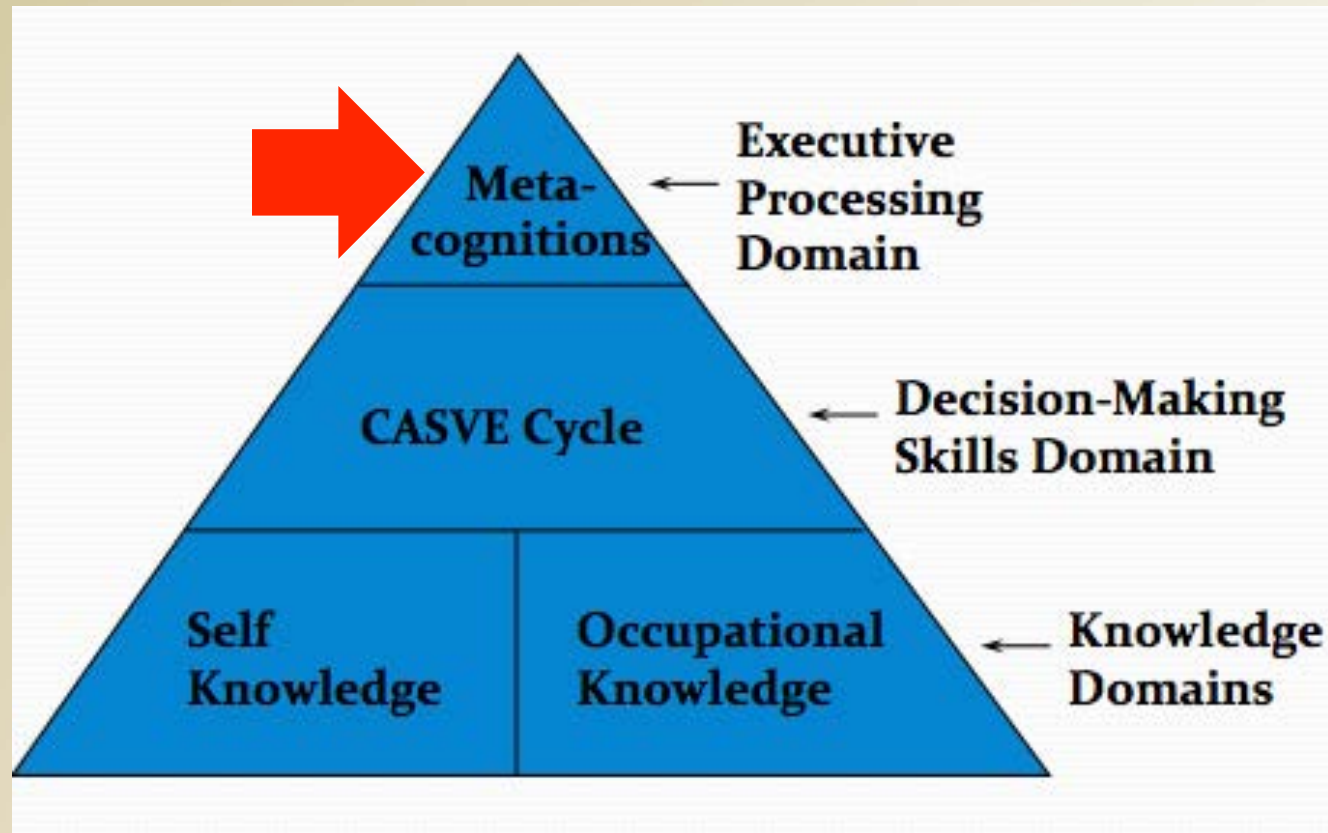 Meta-
cognitions
Executive
Processing
Domain
CASVE Cycle
Decision-Making
Skills Domain
Self
Knowledge
Occupational
Knowledge
Knowledge
Domains